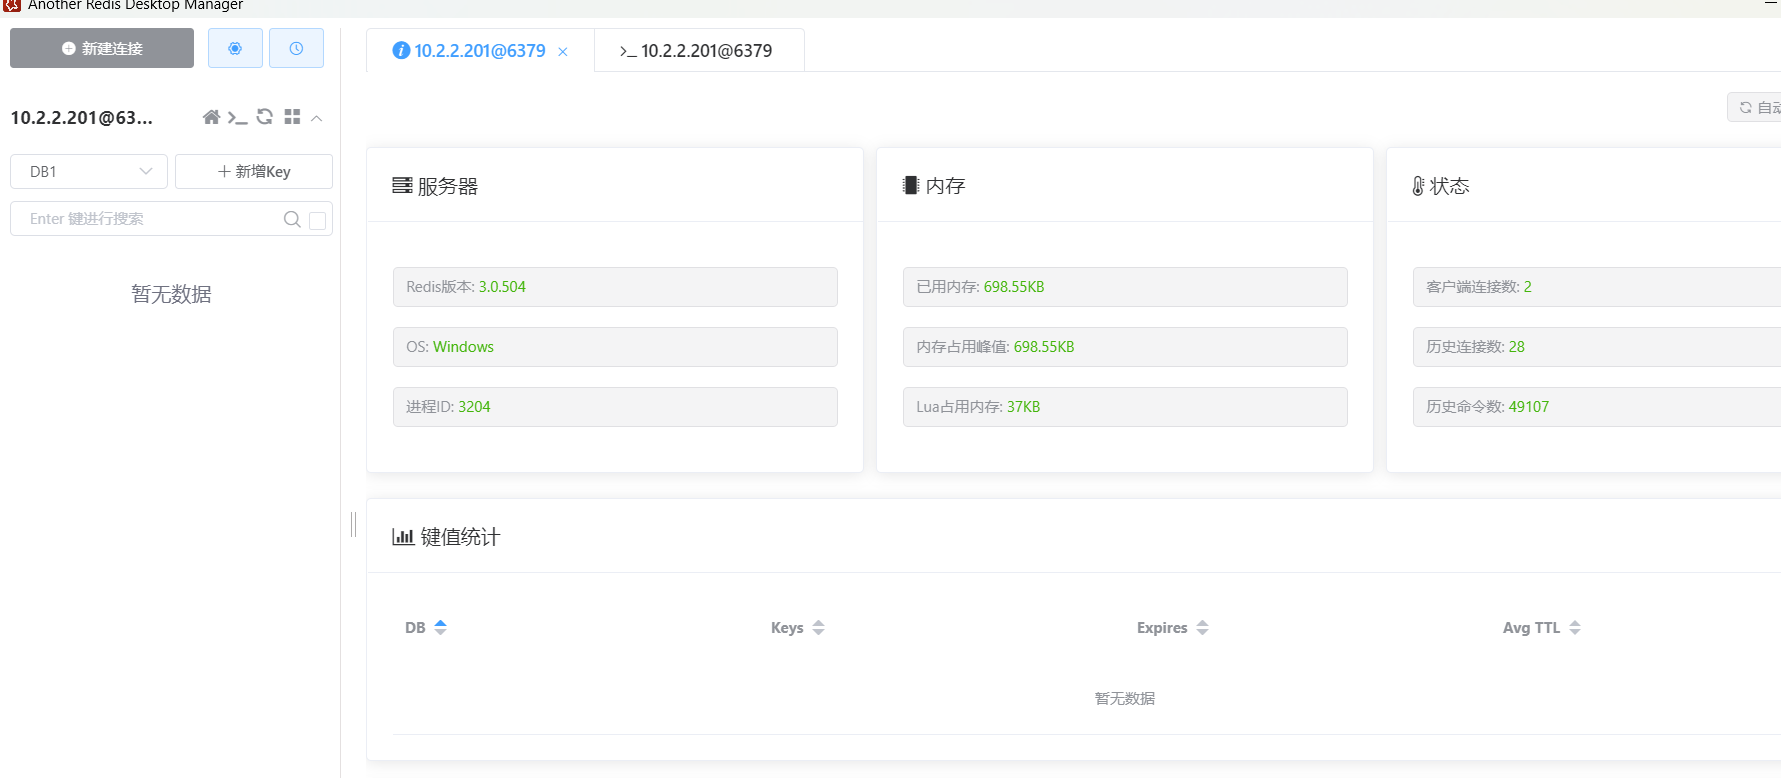 Another Redis Desktop Manager
新建连接
10.2.2.201@6379
>_ 10.2.2.201@6379
10.2.2.201@63...
自动
DB1
新增Key
Enter 键进行搜索
暂无数据
服务器
Redis版本: 3.0.504
OS: Windows
进程ID: 3204
内存
已用内存: 698.55KB
内存占用峰值: 698.55KB
Lua占用内存: 37KB
状态
客户端连接数: 2
历史连接数: 28
历史命令数: 49107
键值统计
DB Keys Expires Avg TTL
暂无数据